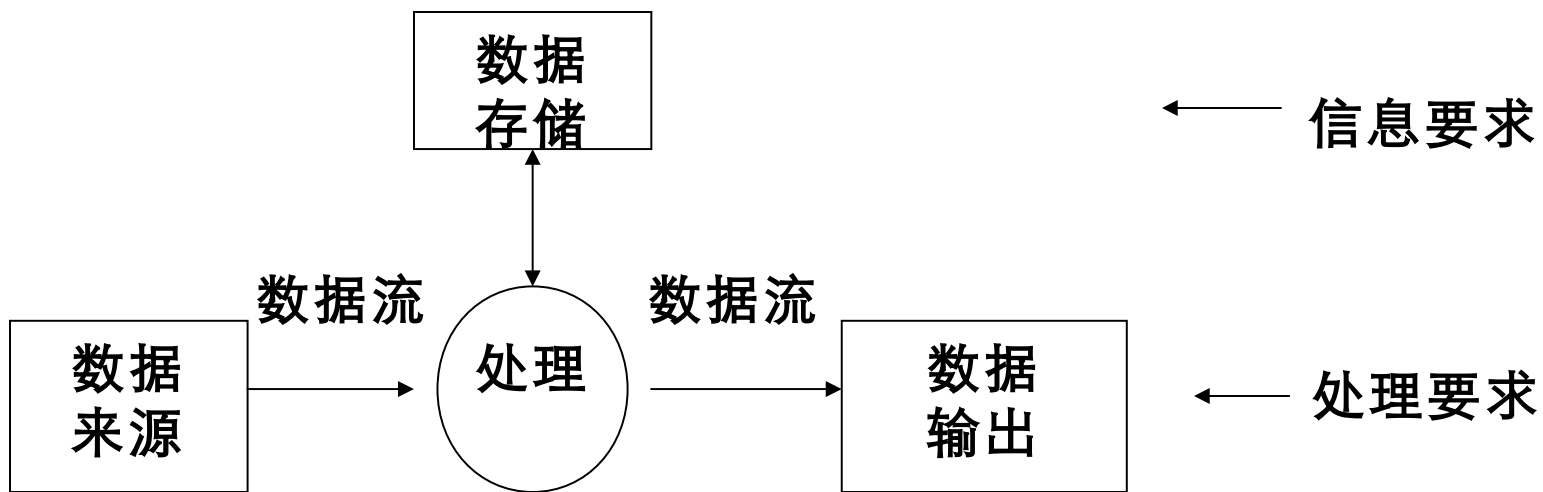 数据
存储
信息要求
数据流
数据流
数据
来源
处理
数据
输出
处理要求